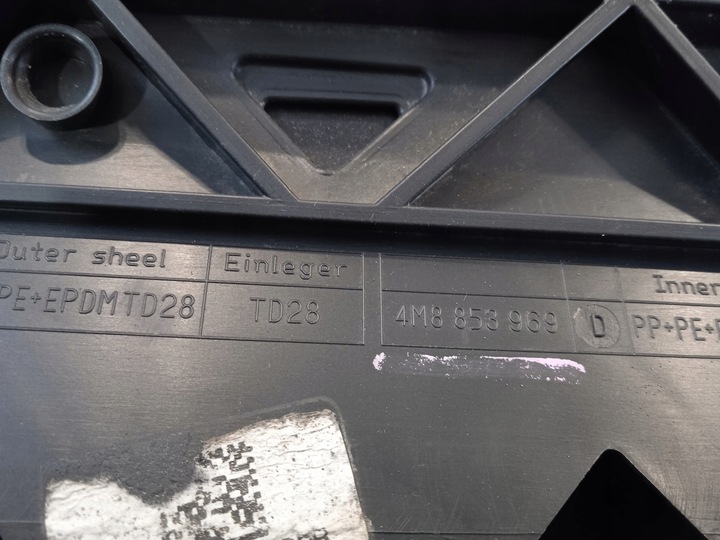 Outer sheel Einleger Inner
PE+EPDMTD28 TD28 4M8 853 969 D PP+PE+